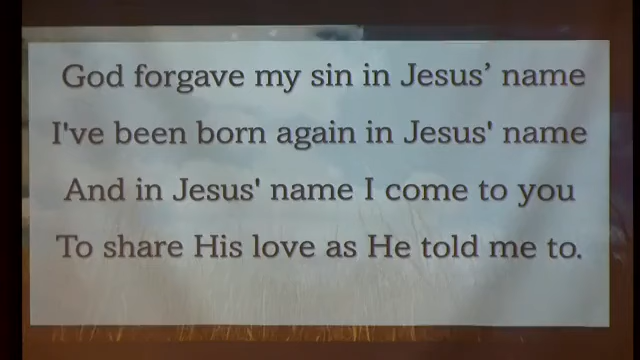 God forgave my sin in Jesus’ name
I've been born again in Jesus' name
And in Jesus' name I come to you
To share His love as He told me to.